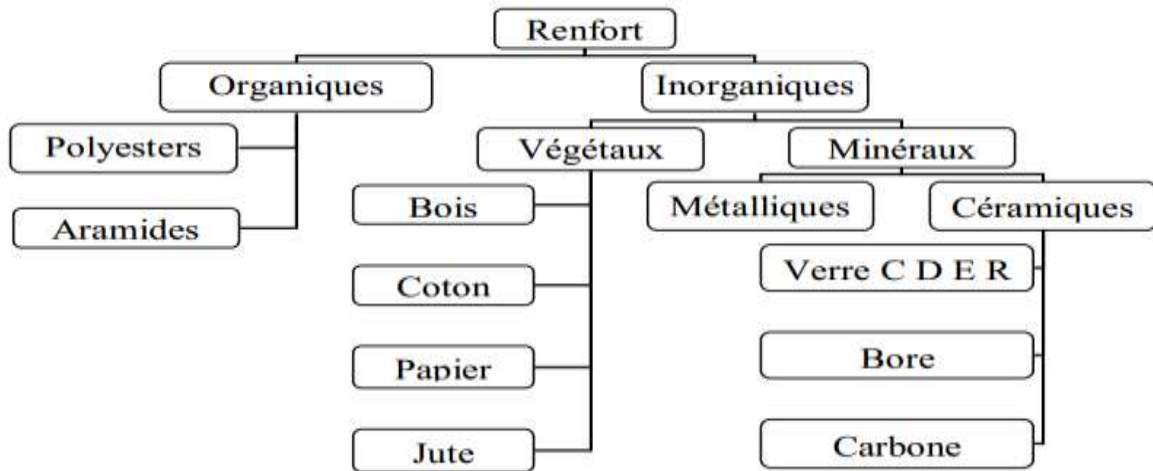 Renfort
Organiques
Inorganiques
Polyesters
Aramides
Végétaux
Minéraux
Bois
Coton
Papier
Jute
Métalliques
Céramiques
Verre C D E R
Bore
Carbone